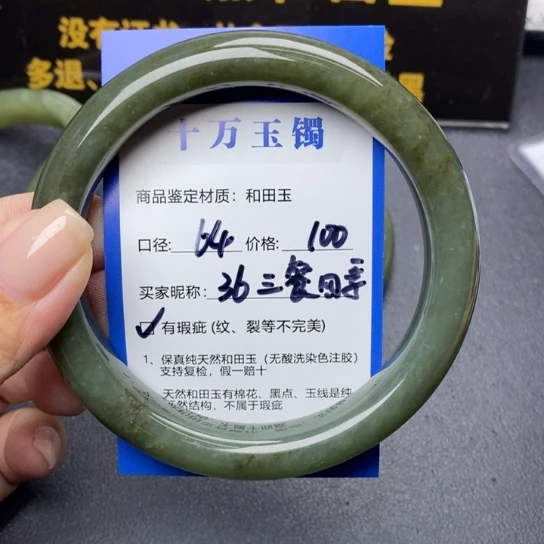 没有证书
多退、
十万玉镯
商品鉴定材质：和田玉
口径: 64 价格: 100
买家昵称: 36三餐四季
✓有瑕疵 (纹、裂等不完美)
1、保真纯天然和田玉（无酸洗染色注胶）
支持复检，假一赔十
天然和田玉有棉花、黑点、玉线是纯
天然结构，不属于瑕疵